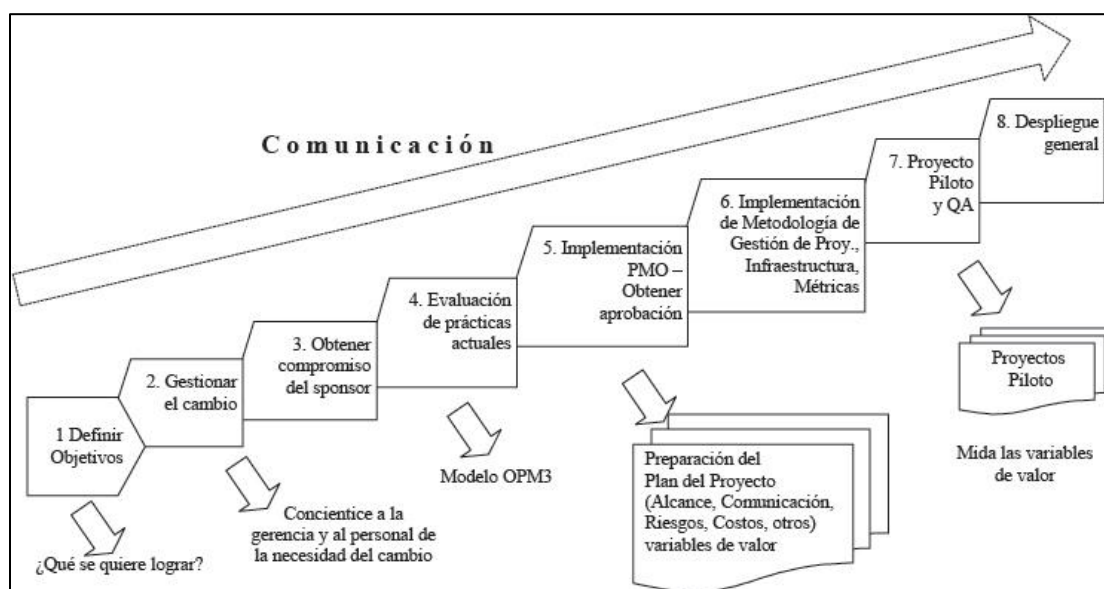 Comunicación
1 Definir
Objetivos
¿Qué se quiere lograr?
2. Gestionar
el cambio
Concientice a la
gerencia y al personal de
la necesidad del cambio
3. Obtener
compromiso
del sponsor
4. Evaluación
de prácticas
actuales
Modelo OPM3
5. Implementación
PMO –
Obtener
aprobación
Preparación del
Plan del Proyecto
(Alcance, Comunicación,
Riesgos, Costos, otros)
variables de valor
6. Implementación
de Metodología de
Gestión de Proy.,
Infraestructura,
Métricas
7. Proyecto
Piloto
y QA
Proyectos
Piloto
Mida las variables
de valor
8. Despliegue
general